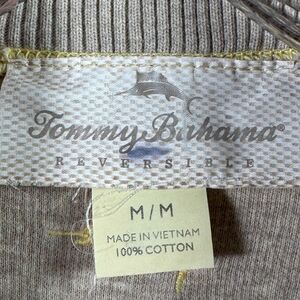 Tommy Bahama®
REVERSIBLE
M/M
MADE IN VIETNAM
100% COTTON